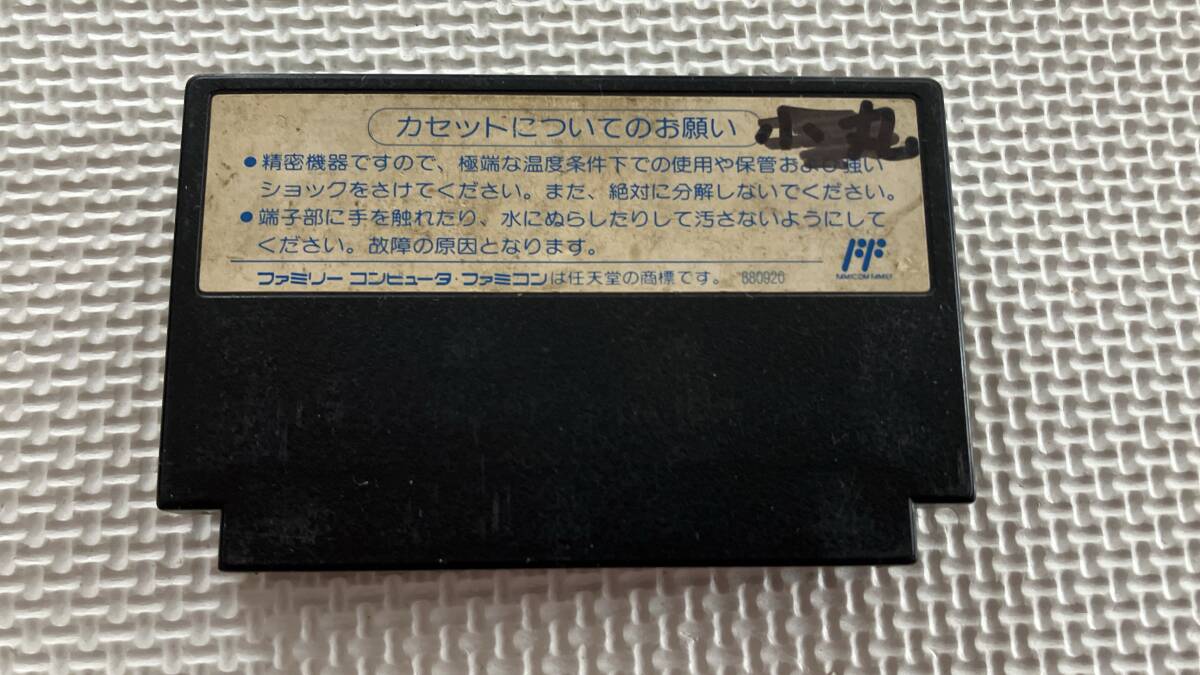 カセットについてのお願い
●精密機器ですので、極端な温度条件下での使用や保管および強い
ショックをさけてください。また、絶対に分解しないでください。
●端子部に手を触れたり、水にぬらしたりして汚さないようにして
ください。故障の原因となります。
FAMICOM FAMILY
ファミリー コンピュータ・ファミコンは任天堂の商標です。 880920